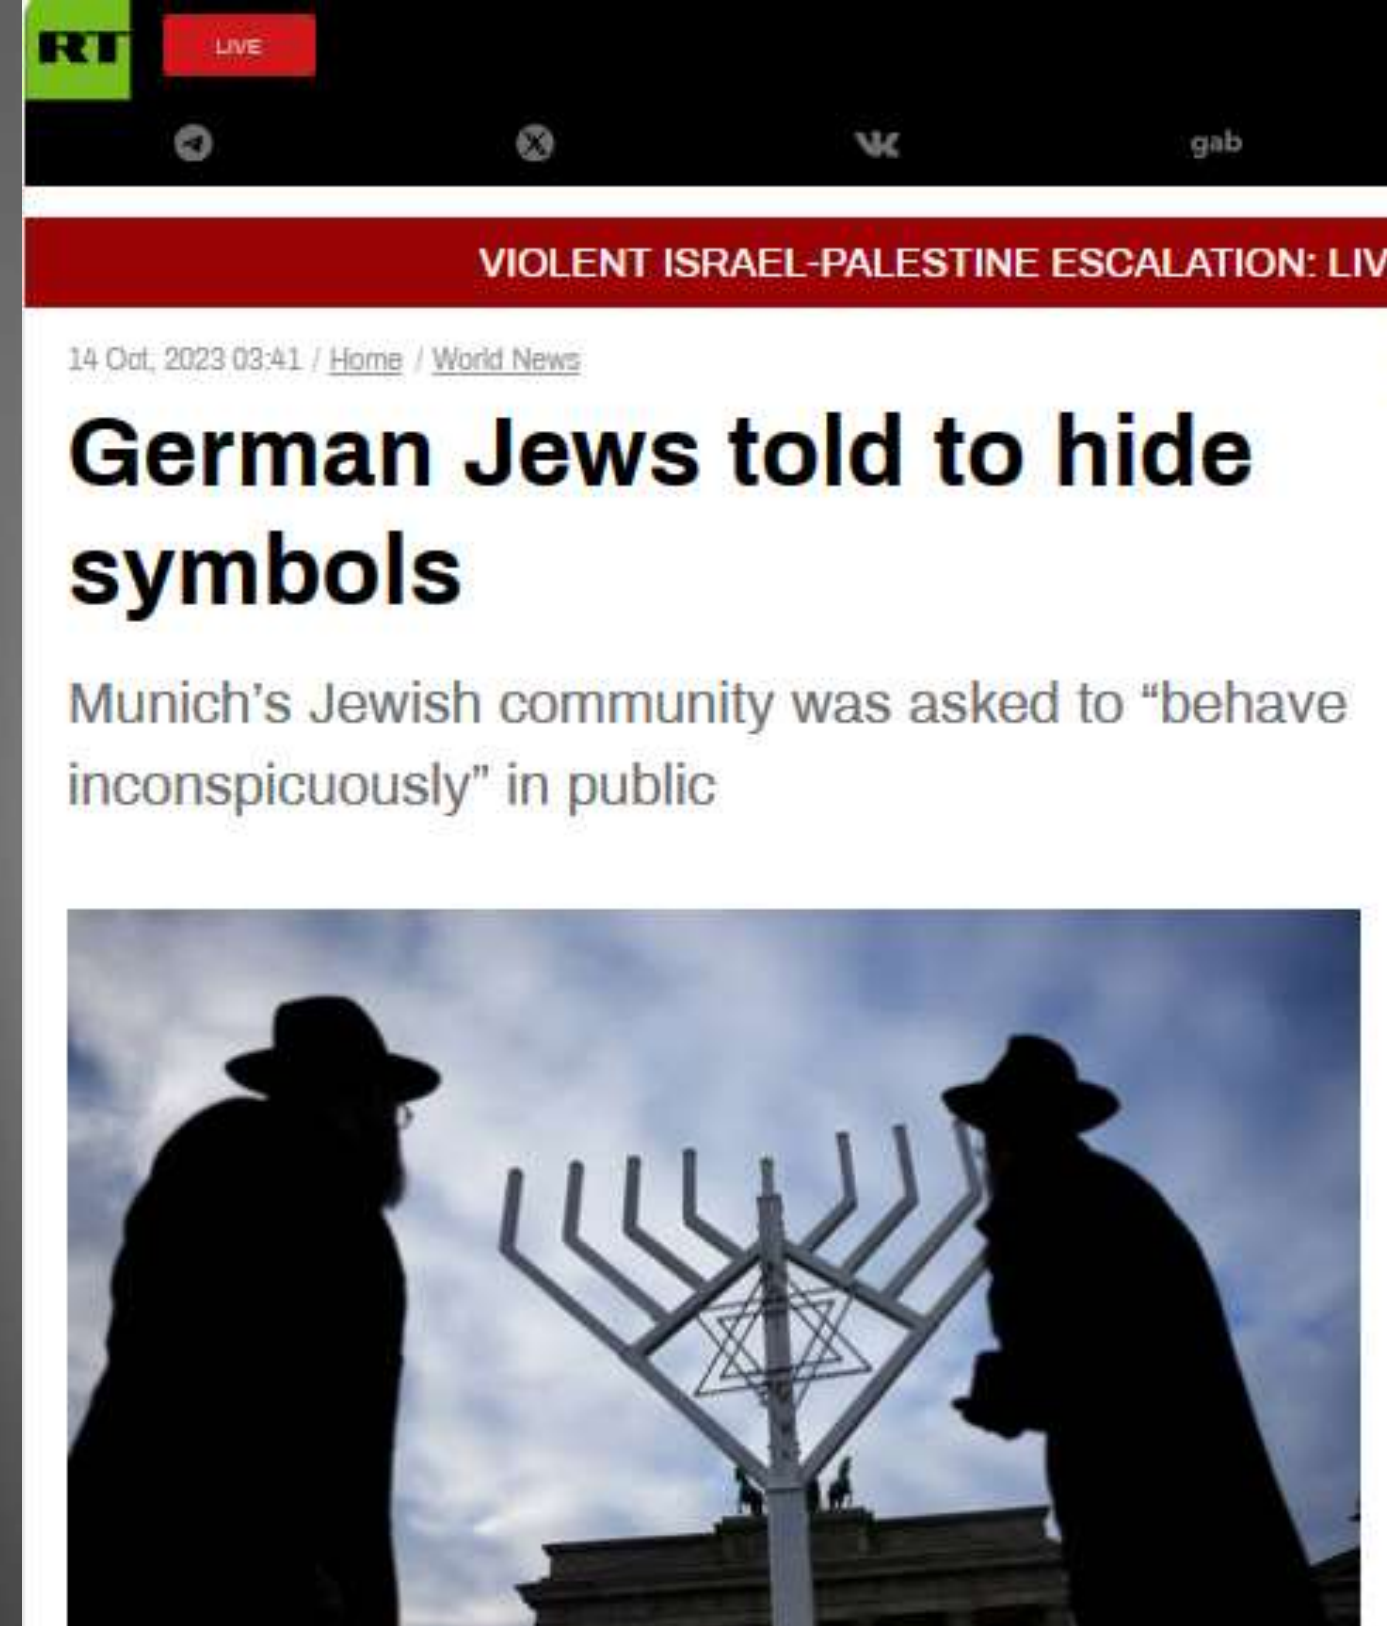 RT
LIVE
gab
VIOLENT ISRAEL-PALESTINE ESCALATION: LIV
14 Oct, 2023 03:41 / Home / World News
German Jews told to hide
symbols
Munich’s Jewish community was asked to “behave
inconspicuously” in public